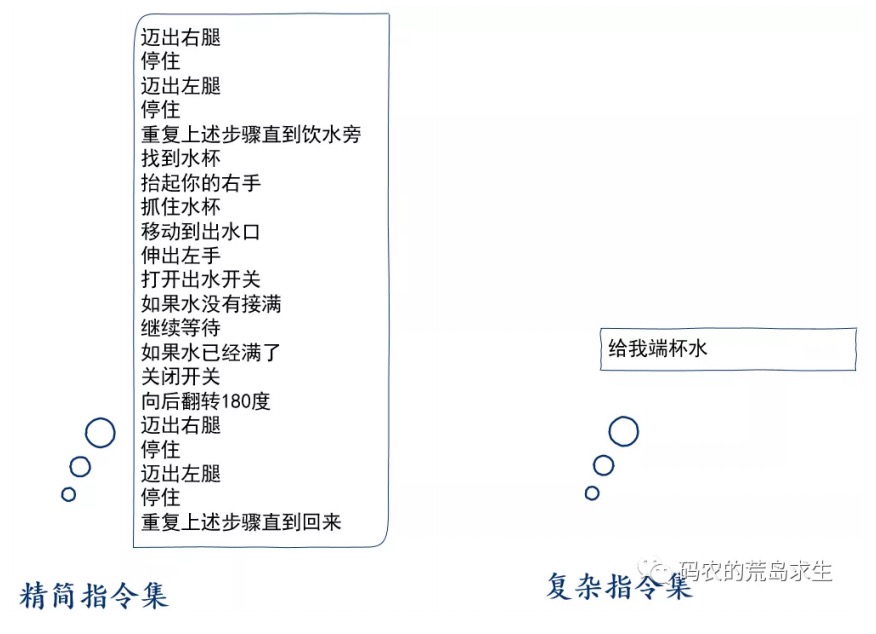 迈出右腿
停住
迈出左腿
停住
重复上述步骤直到饮水旁
找到水杯
抬起你的右手
抓住水杯
移动到出水口
伸出左手
打开出水开关
如果水没有接满
继续等待
如果水已经满了
关闭开关
向后翻转180度
迈出右腿
停住
迈出左腿
停住
重复上述步骤直到回来
精简指令集
给我端杯水
复杂指令集
码农的荒岛求生